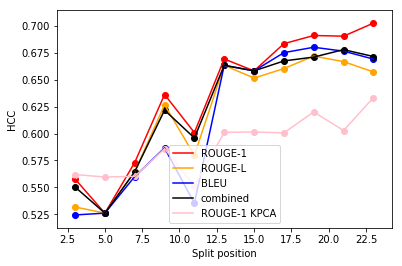 0.700
0.675
0.650
0.625
0.600
0.575
0.550
0.525
HCC
ROUGE-1
ROUGE-L
BLEU
combined
ROUGE-1 KPCA
2.5 5.0 7.5 10.0 12.5 15.0 17.5 20.0 22.5
Split position